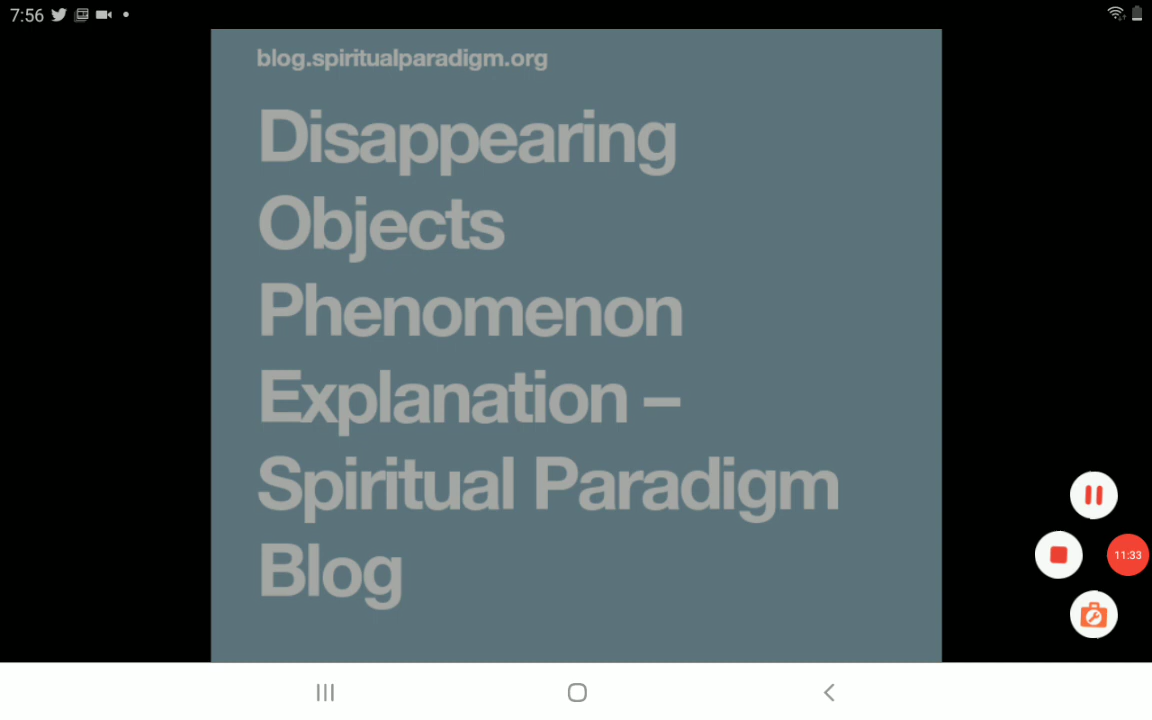 7:56
blog.spiritualparadigm.org
Disappearing
Objects
Phenomenon
Explanation –
Spiritual Paradigm
Blog
11:33